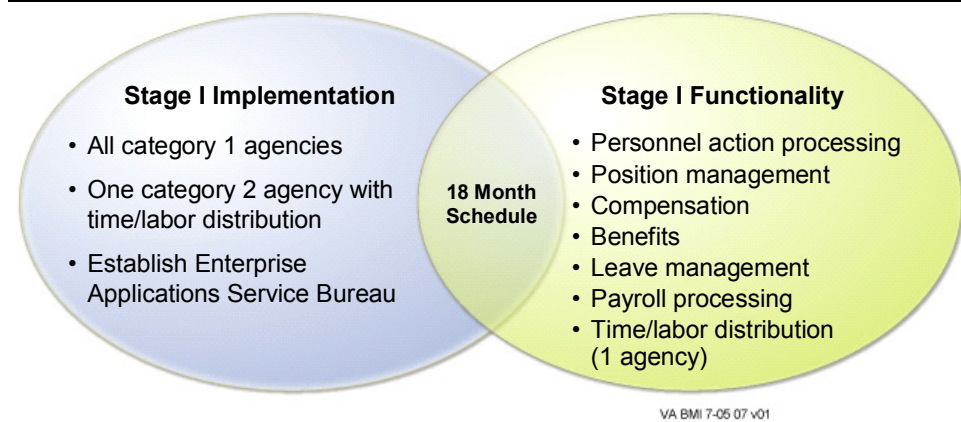 Stage I Implementation
• All category 1 agencies
• One category 2 agency with
time/labor distribution
• Establish Enterprise
Applications Service Bureau
18 Month
Schedule
Stage I Functionality
• Personnel action processing
• Position management
• Compensation
• Benefits
• Leave management
• Payroll processing
• Time/labor distribution
(1 agency)
VA BMI 7-05 07 v01